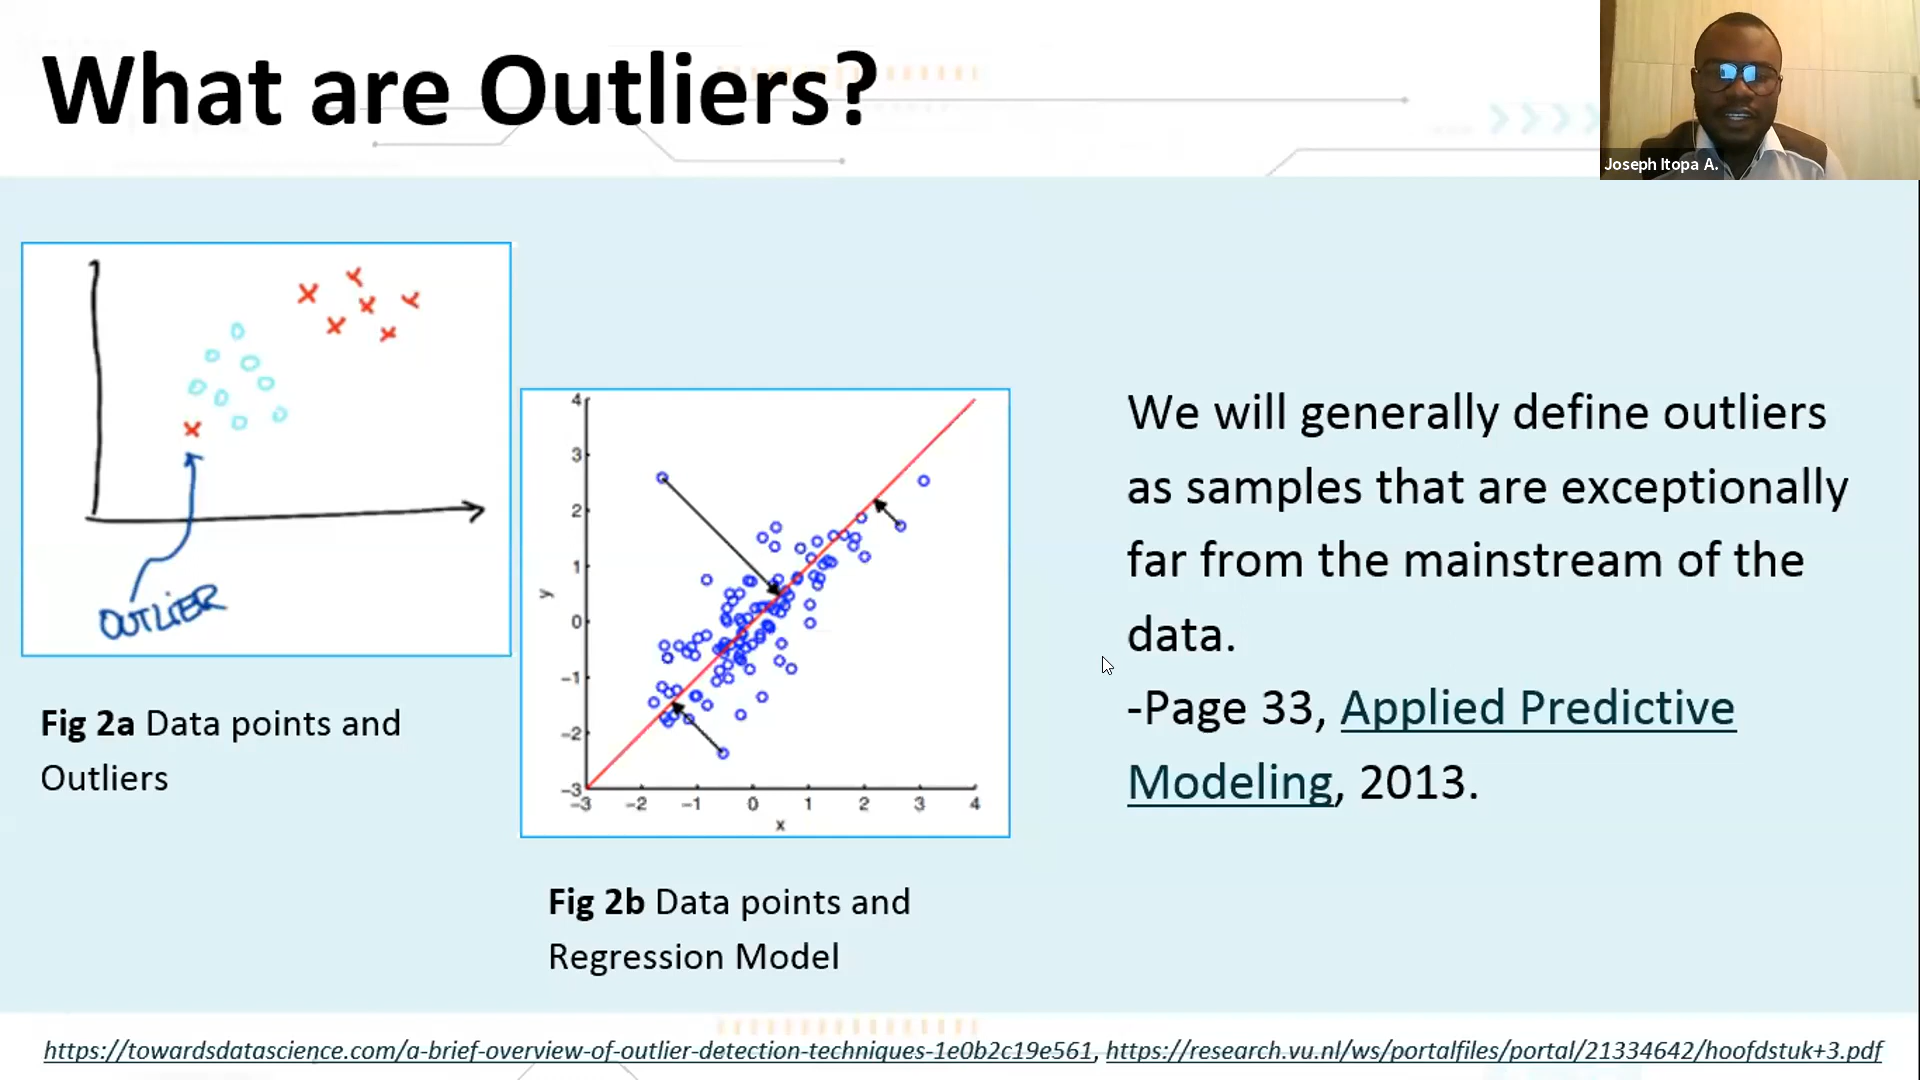 What are Outliers?
Joseph Itopa A.
OUTLIER
Fig 2a Data points and
Outliers
4
3
2
1
0
−1
−2
−3
y
−3 −2 −1 0 1 2 3 4
x
Fig 2b Data points and
Regression Model
We will generally define outliers
as samples that are exceptionally
far from the mainstream of the
data.
-Page 33, Applied Predictive
Modeling, 2013.
https://towardsdatascience.com/a-brief-overview-of-outlier-detection-techniques-1e0b2c19e561, https://research.vu.nl/ws/portalfiles/portal/21334642/hoofdstuk+3.pdf